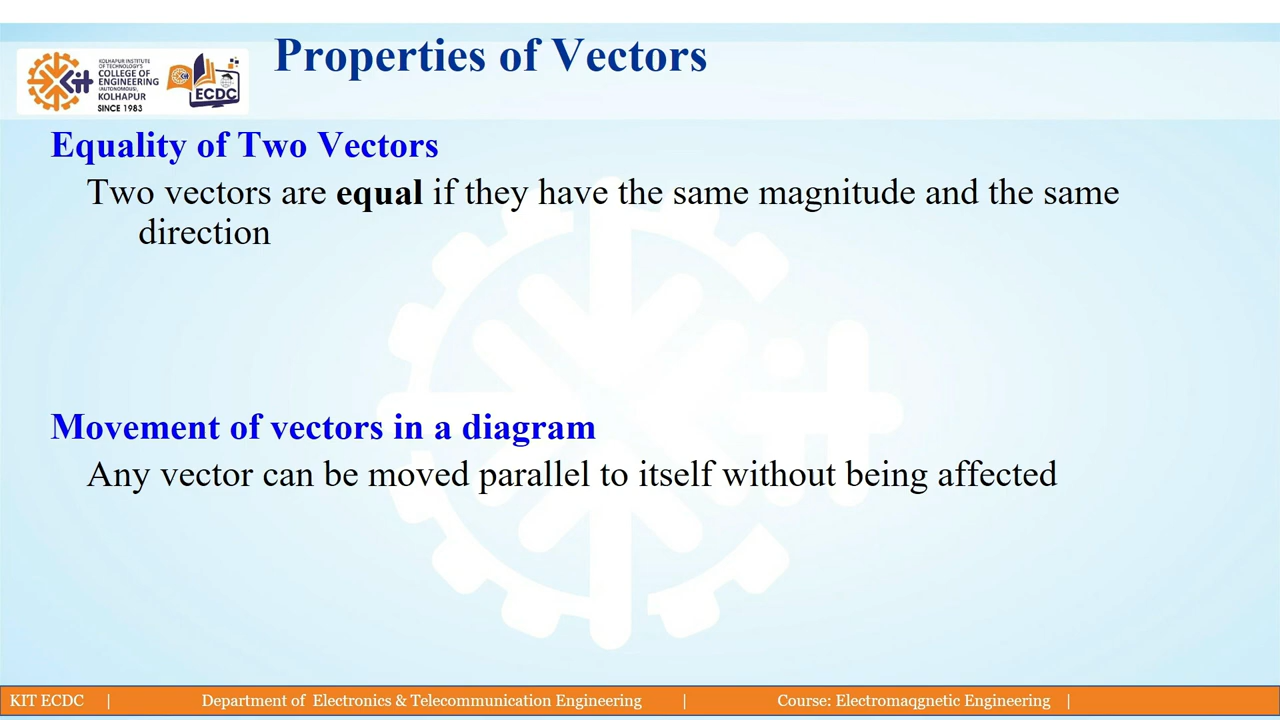 Properties of Vectors
KOLHAPUR INSTITUTE
OF TECHNOLOGY'S
COLLEGE OF
ENGINEERING
(AUTONOMOUS),
KOLHAPUR
SINCE 1983
Kit
ECDC
Equality of Two Vectors
Two vectors are equal if they have the same magnitude and the same
direction
Movement of vectors in a diagram
Any vector can be moved parallel to itself without being affected
KIT ECDC | Department of Electronics & Telecommunication Engineering | Course: Electromaqgnetic Engineering |